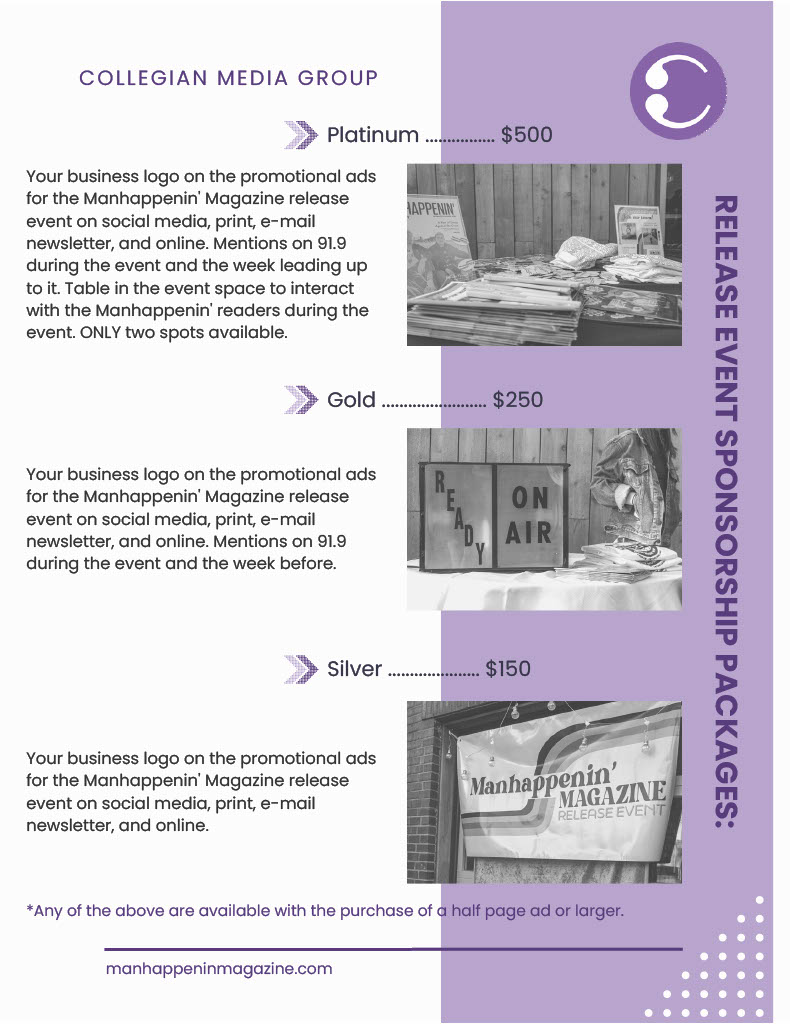 COLLEGIAN MEDIA GROUP
Platinum ................ $500
Your business logo on the promotional ads
for the Manhappenin' Magazine release
event on social media, print, e-mail
newsletter, and online. Mentions on 91.9
during the event and the week leading up
to it. Table in the event space to interact
with the Manhappenin' readers during the
event. ONLY two spots available.
HAPPENIN'
Gold ........................ $250
Your business logo on the promotional ads
for the Manhappenin' Magazine release
event on social media, print, e-mail
newsletter, and online. Mentions on 91.9
during the event and the week before.
READY
ON
AIR
Silver ..................... $150
Your business logo on the promotional ads
for the Manhappenin' Magazine release
event on social media, print, e-mail
newsletter, and online.
Manhappenin'
MAGAZINE
RELEASE EVENT
*Any of the above are available with the purchase of a half page ad or larger.
manhappeninmagazine.com
RELEASE EVENT SPONSORSHIP PACKAGES: